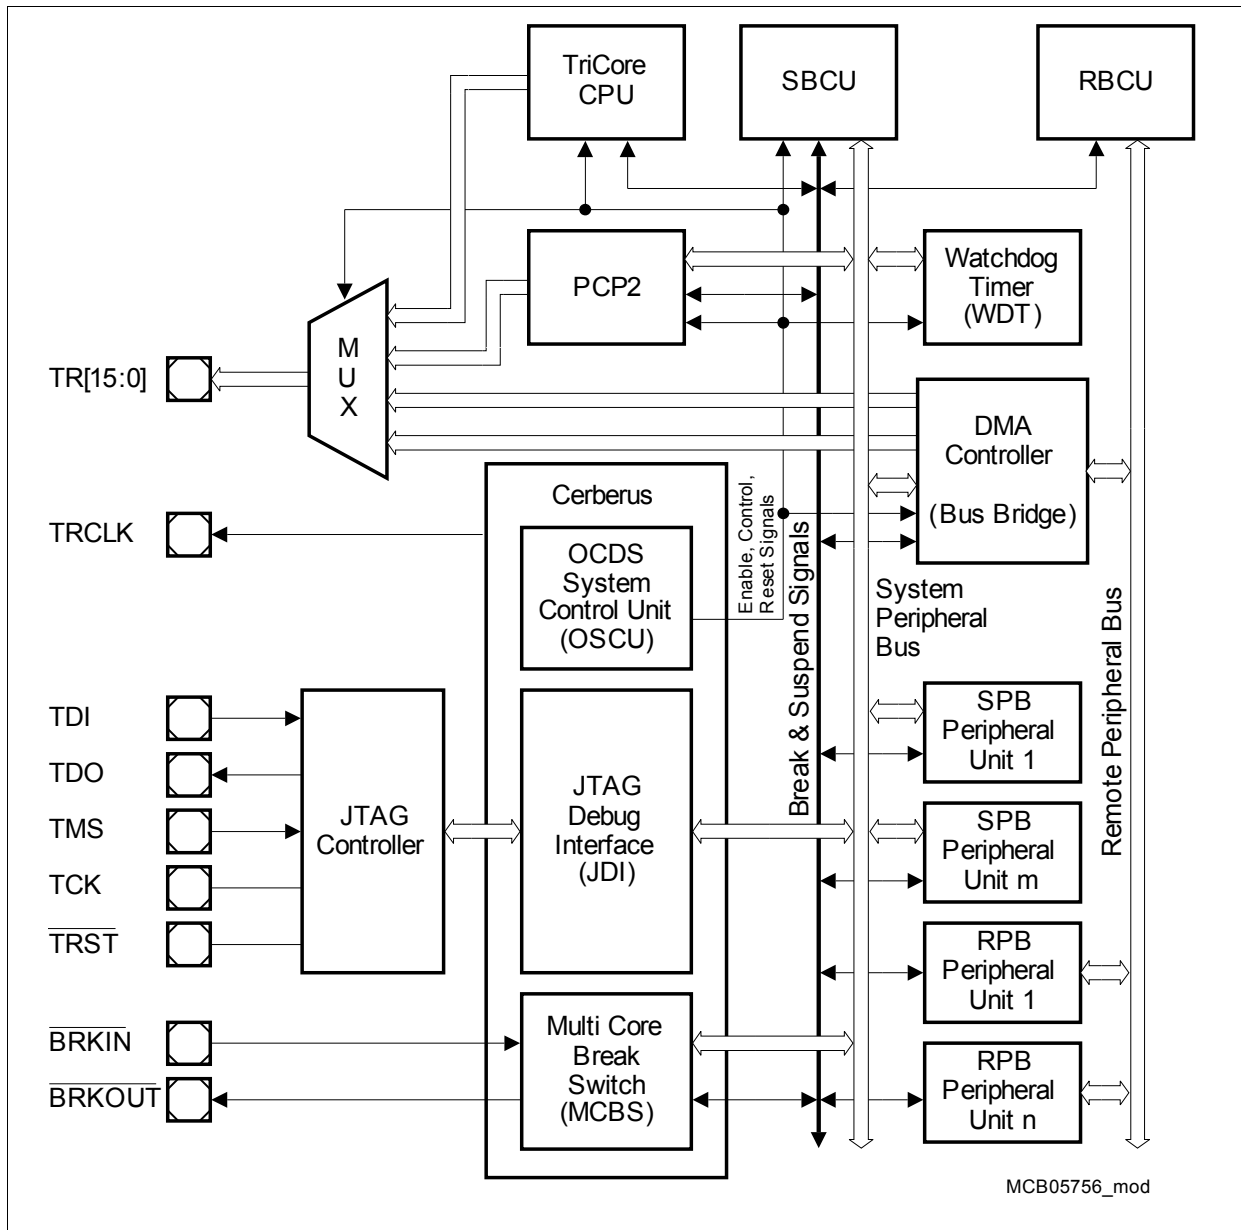 TriCore
CPU
SBCU
RBCU
PCP2
Watchdog
Timer
(WDT)
M
U
X
TR[15:0]
DMA
Controller
(Bus Bridge)
Cerberus
TRCLK
OCDS
System
Control Unit
(OSCU)
Enable, Control,
Reset Signals
Break & Suspend Signals
System
Peripheral
Bus
Remote Peripheral Bus
TDI
TDO
TMS
TCK
TRST
JTAG
Controller
JTAG
Debug
Interface
(JDI)
SPB
Peripheral
Unit 1
SPB
Peripheral
Unit m
RPB
Peripheral
Unit 1
BRKIN
BRKOUT
Multi Core
Break
Switch
(MCBS)
RPB
Peripheral
Unit n
MCB05756_mod